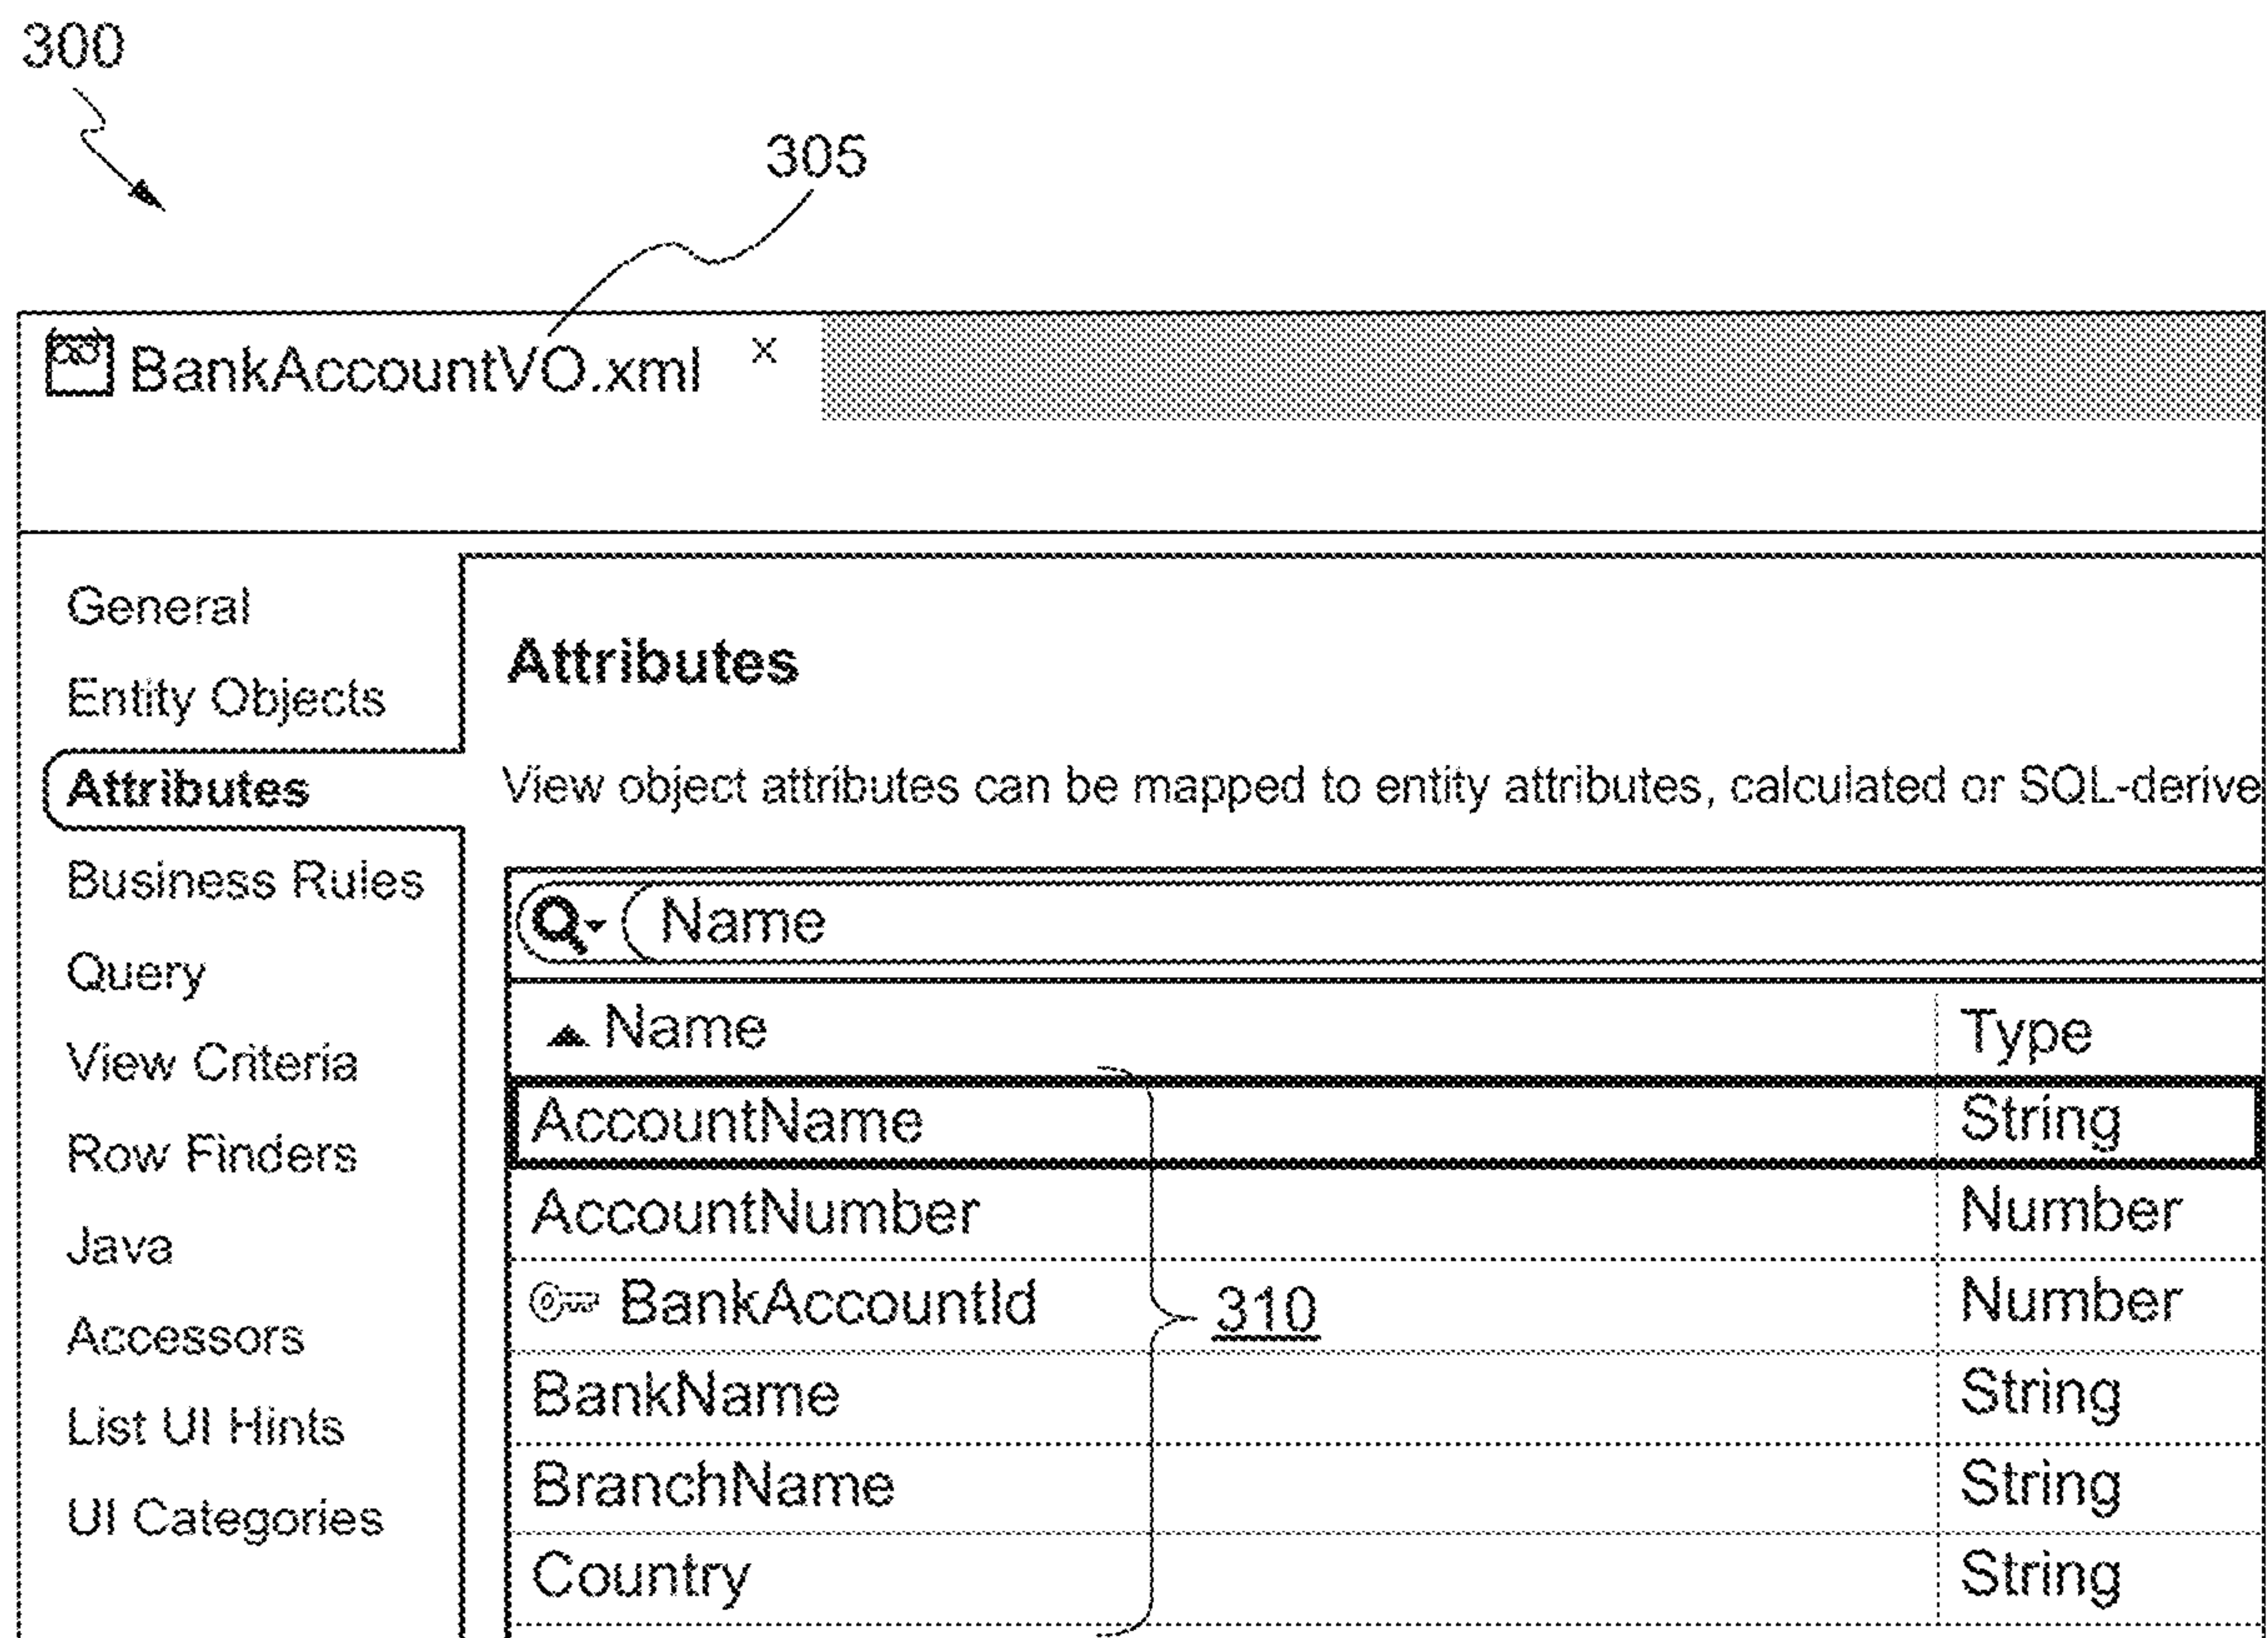 300
305
BankAccountVO.xml x
General
Entity Objects
Attributes
Business Rules
Query
View Criteria
Row Finders
Java
Accessors
List UI Hints
UI Categories
Attributes
View object attributes can be mapped to entity attributes, calculated or SQL-derive
Name
Name Type
AccountName String
AccountNumber Number
BankAccountId Number
310
BankName String
BranchName String
Country String